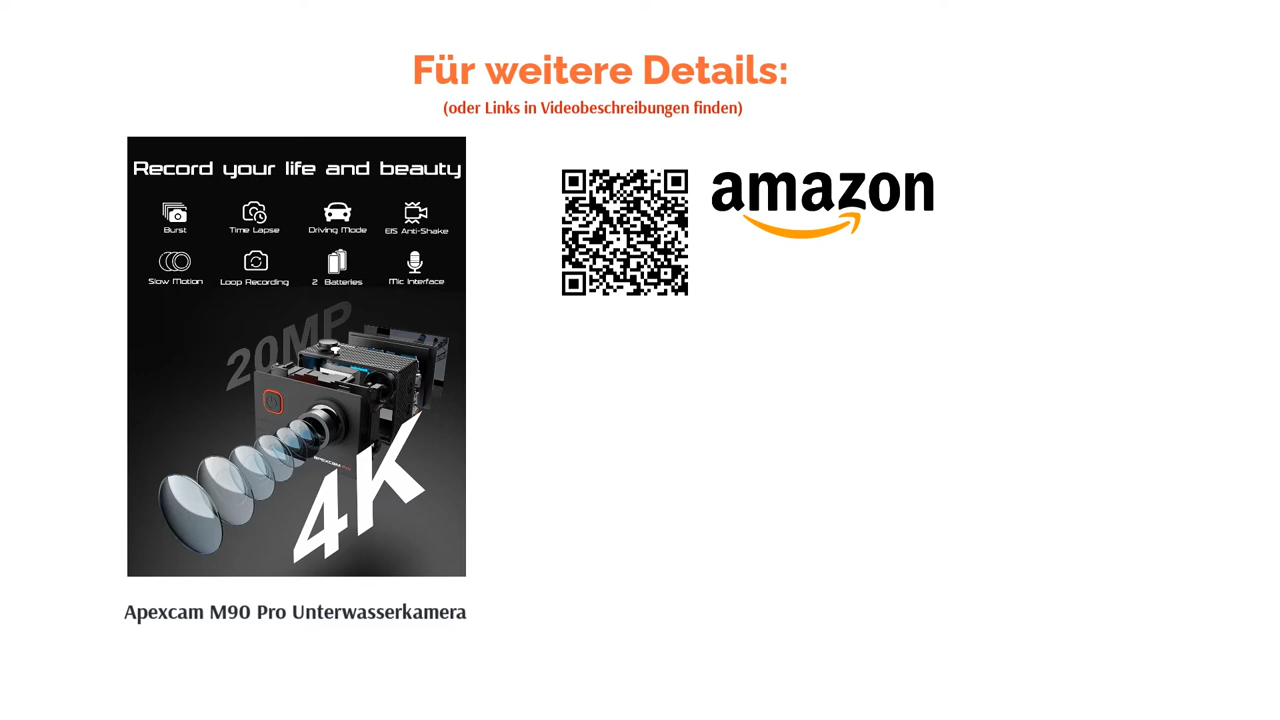 Für weitere Details:
(oder Links in Videobeschreibungen finden)
Record your life and beauty
Burst
Time Lapse
Driving Mode
EIS Anti-Shake
Slow Motion
Loop Recording
2 Batteries
Mic Interface
20MP
APEXCAM
4K
amazon
Apexcam M90 Pro Unterwasserkamera